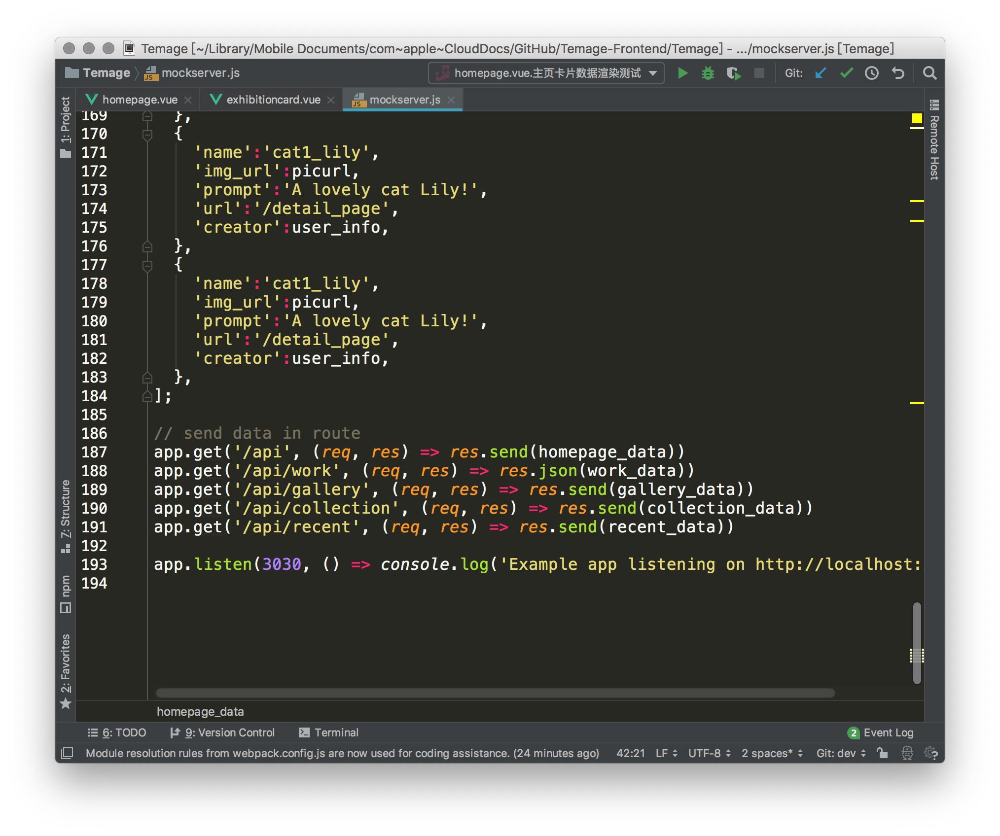 Temage [~/Library/Mobile Documents/com~apple~CloudDocs/GitHub/Temage-Frontend/Temage] - .../mockserver.js [Temage]
Temage mockserver.js homepage.vue.主页卡片数据渲染测试 Git:
homepage.vue exhibitioncard.vue mockserver.js
1: Project
7: Structure
npm
2: Favorites
Remote Host
169 },
170 {
171 'name':'cat1_lily',
172 'img_url':picurl,
173 'prompt':'A lovely cat Lily!',
174 'url':'/detail_page',
175 'creator':user_info,
176 },
177 {
178 'name':'cat1_lily',
179 'img_url':picurl,
180 'prompt':'A lovely cat Lily!',
181 'url':'/detail_page',
182 'creator':user_info,
183 },
184 ];
185
186 // send data in route
187 app.get('/api', (req, res) => res.send(homepage_data))
188 app.get('/api/work', (req, res) => res.json(work_data))
189 app.get('/api/gallery', (req, res) => res.send(gallery_data))
190 app.get('/api/collection', (req, res) => res.send(collection_data))
191 app.get('/api/recent', (req, res) => res.send(recent_data))
192
193 app.listen(3030, () => console.log('Example app listening on http://localhost:
194
homepage_data
6: TODO 9: Version Control Terminal 2 Event Log
Module resolution rules from webpack.config.js are now used for coding assistance. (24 minutes ago) 42:21 LF UTF-8 2 spaces* Git: dev